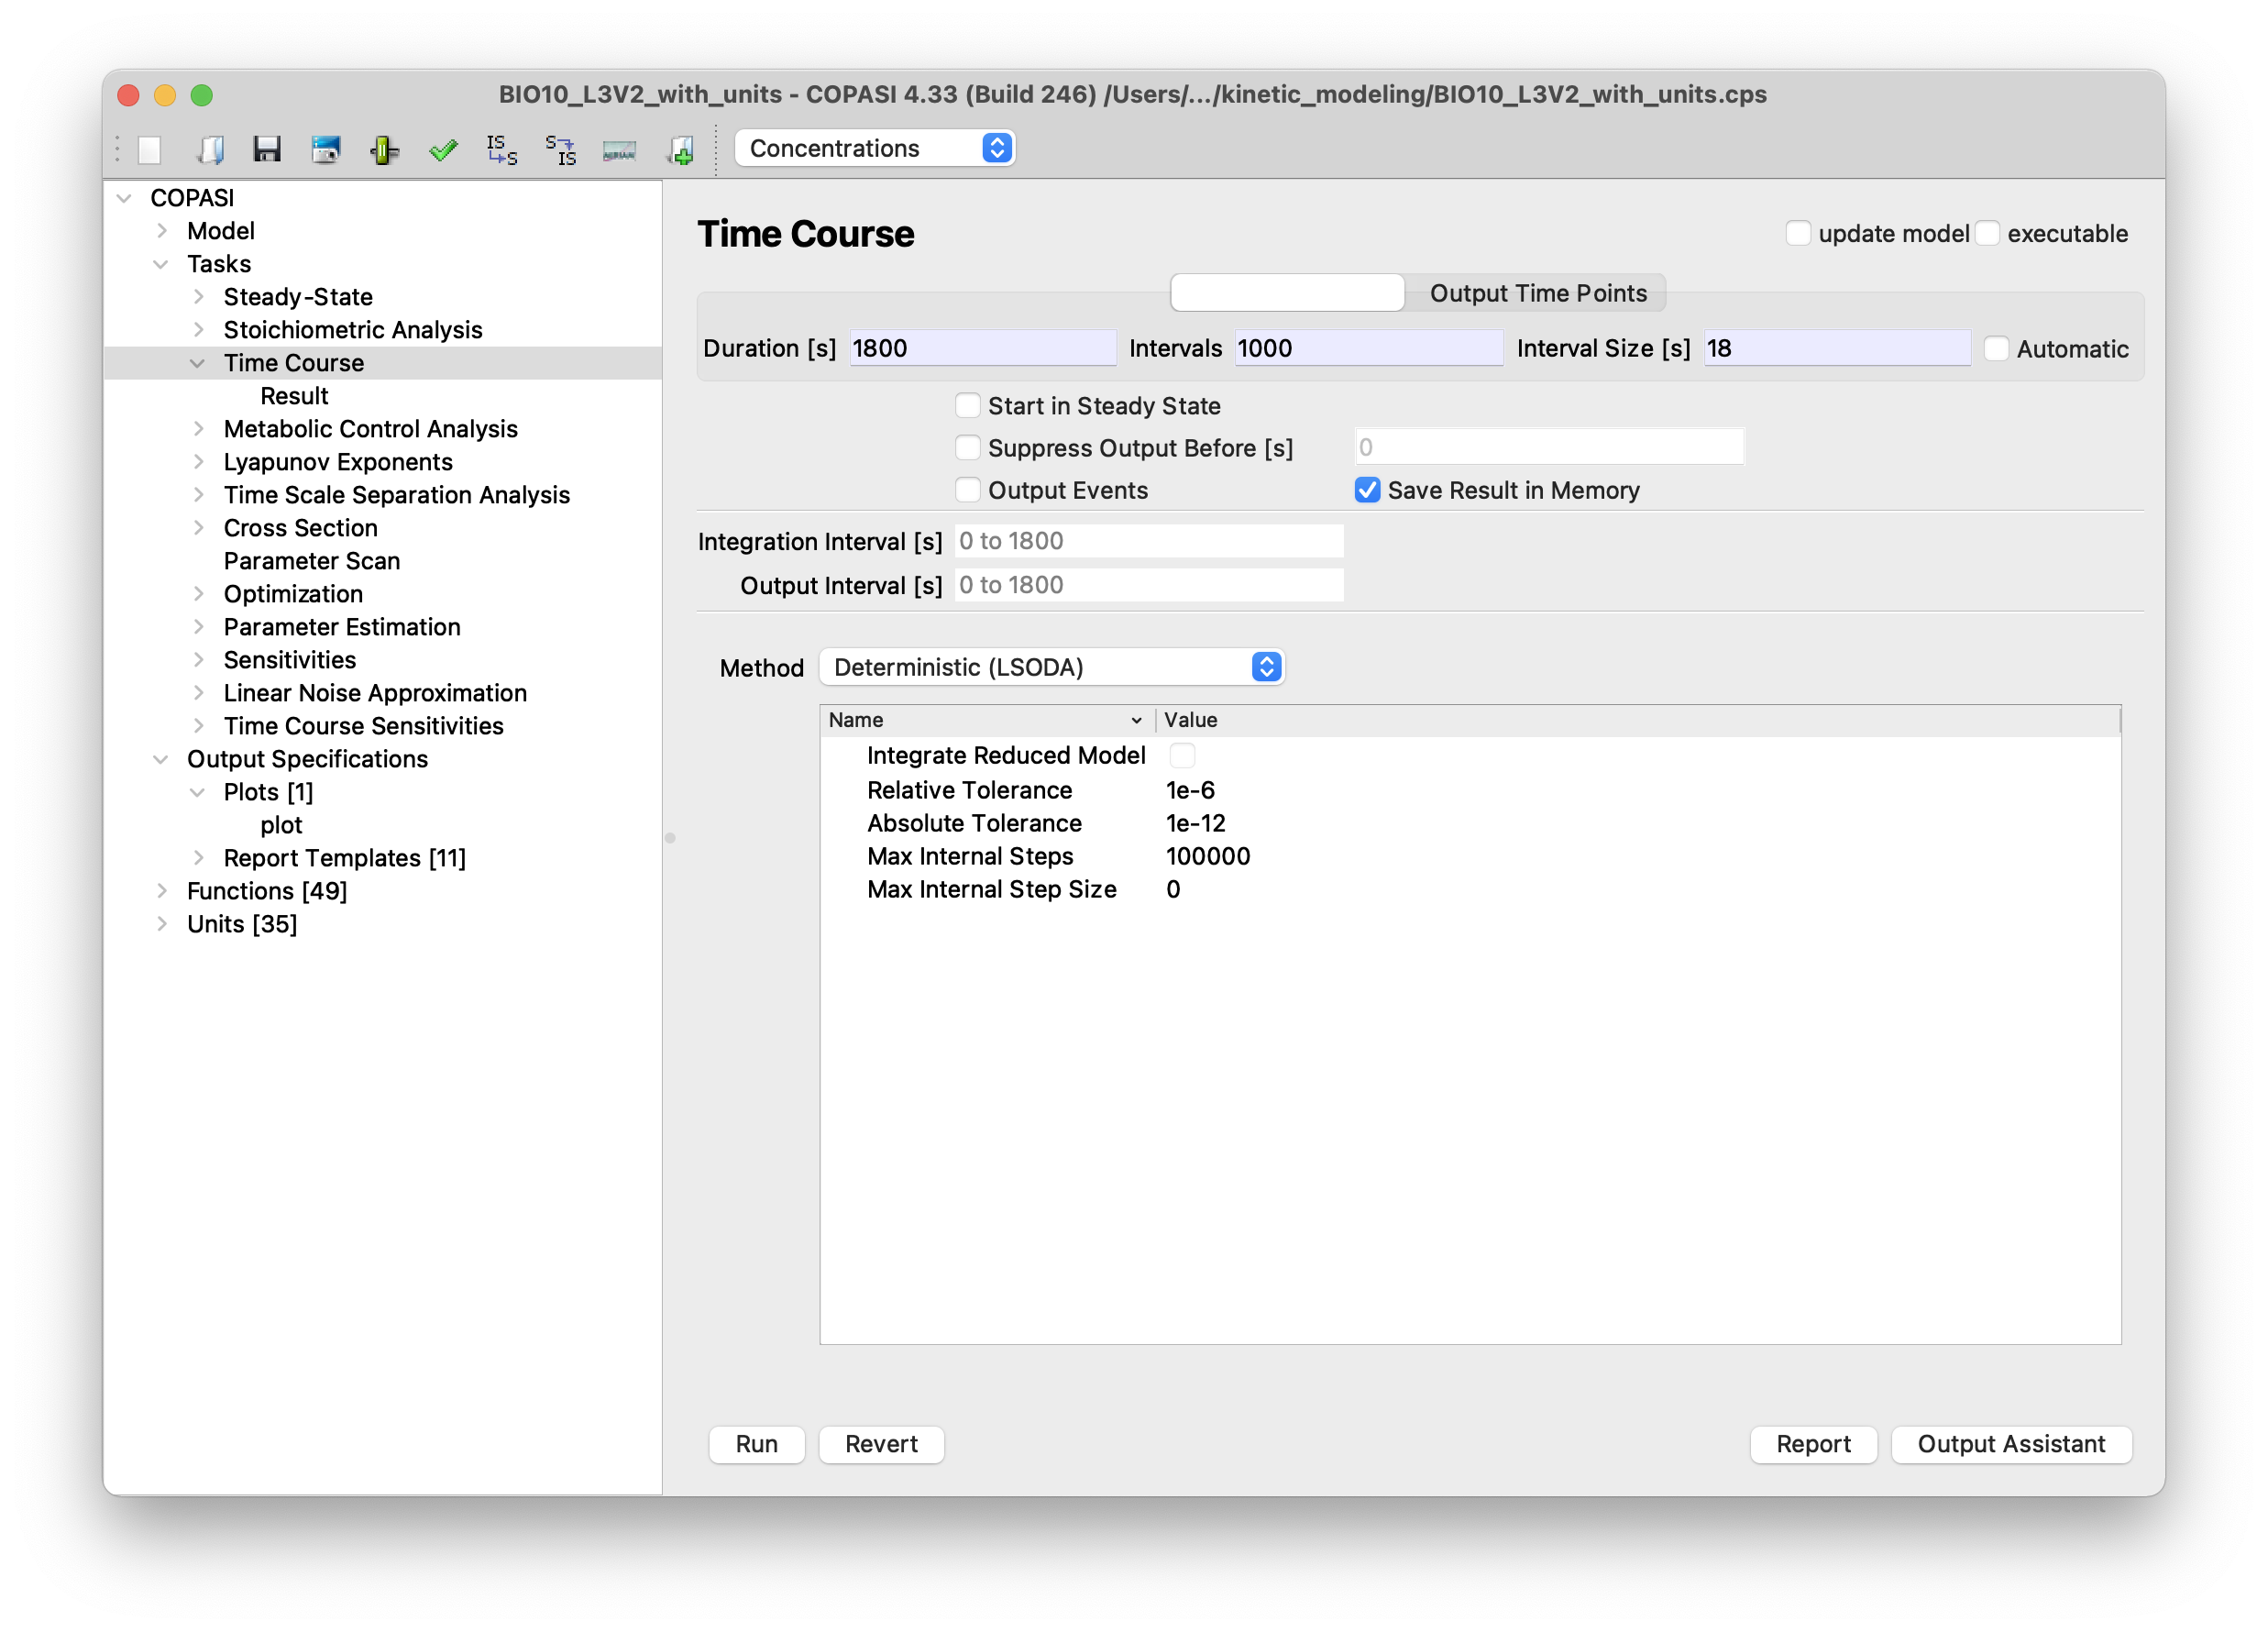 BIO10_L3V2_with_units - COPASI 4.33 (Build 246) /Users/.../kinetic_modeling/BIO10_L3V2_with_units.cps
IS
S
S
IS
Concentrations
COPASI
Model
Tasks
Steady-State
Stoichiometric Analysis
Time Course
Result
Metabolic Control Analysis
Lyapunov Exponents
Time Scale Separation Analysis
Cross Section
Parameter Scan
Optimization
Parameter Estimation
Sensitivities
Linear Noise Approximation
Time Course Sensitivities
Output Specifications
Plots [1]
plot
Report Templates [11]
Functions [49]
Units [35]
Time Course
update model executable
Output Time Points
Duration [s] 1800 Intervals 1000 Interval Size [s] 18 Automatic
Start in Steady State
Suppress Output Before [s] 0
Output Events Save Result in Memory
Integration Interval [s] 0 to 1800
Output Interval [s] 0 to 1800
Method Deterministic (LSODA)
Name Value
Integrate Reduced Model
Relative Tolerance 1e-6
Absolute Tolerance 1e-12
Max Internal Steps 100000
Max Internal Step Size 0
Run Revert Report Output Assistant